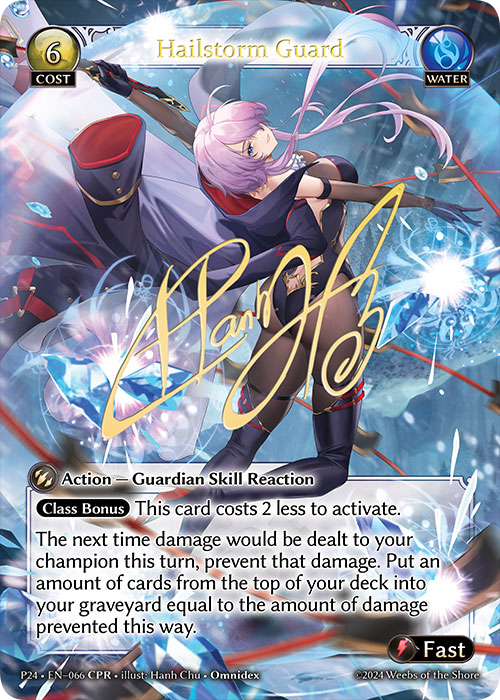 6
COST
Hailstorm Guard
WATER
Action — Guardian Skill Reaction
Class Bonus This card costs 2 less to activate.
The next time damage would be dealt to your
champion this turn, prevent that damage. Put an
amount of cards from the top of your deck into
your graveyard equal to the amount of damage
prevented this way.
Fast
P24 • EN–066 CPR • illust: Hanh Chu • Omnidex
©2024 Weebs of the Shore